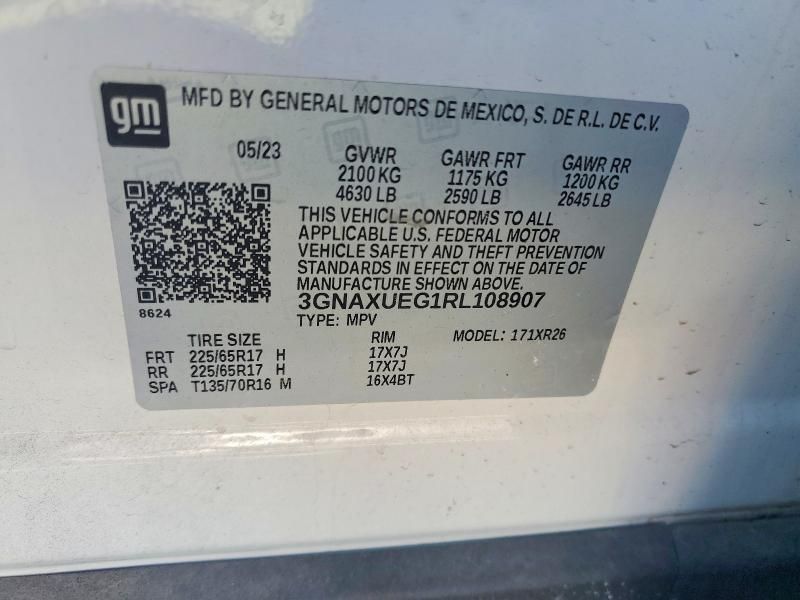 gm MFD BY GENERAL MOTORS DE MEXICO, S. DE R.L. DE C.V.
05/23 GVWR GAWR FRT GAWR RR
2100 KG 1175 KG 1200 KG
4630 LB 2590 LB 2645 LB
THIS VEHICLE CONFORMS TO ALL
APPLICABLE U.S. FEDERAL MOTOR
VEHICLE SAFETY AND THEFT PREVENTION
STANDARDS IN EFFECT ON THE DATE OF
MANUFACTURE SHOWN ABOVE.
3GNAXUEG1RL108907
8624 TYPE: MPV
TIRE SIZE RIM MODEL: 171XR26
FRT 225/65R17 H 17X7J
RR 225/65R17 H 17X7J
SPA T135/70R16 M 16X4BT